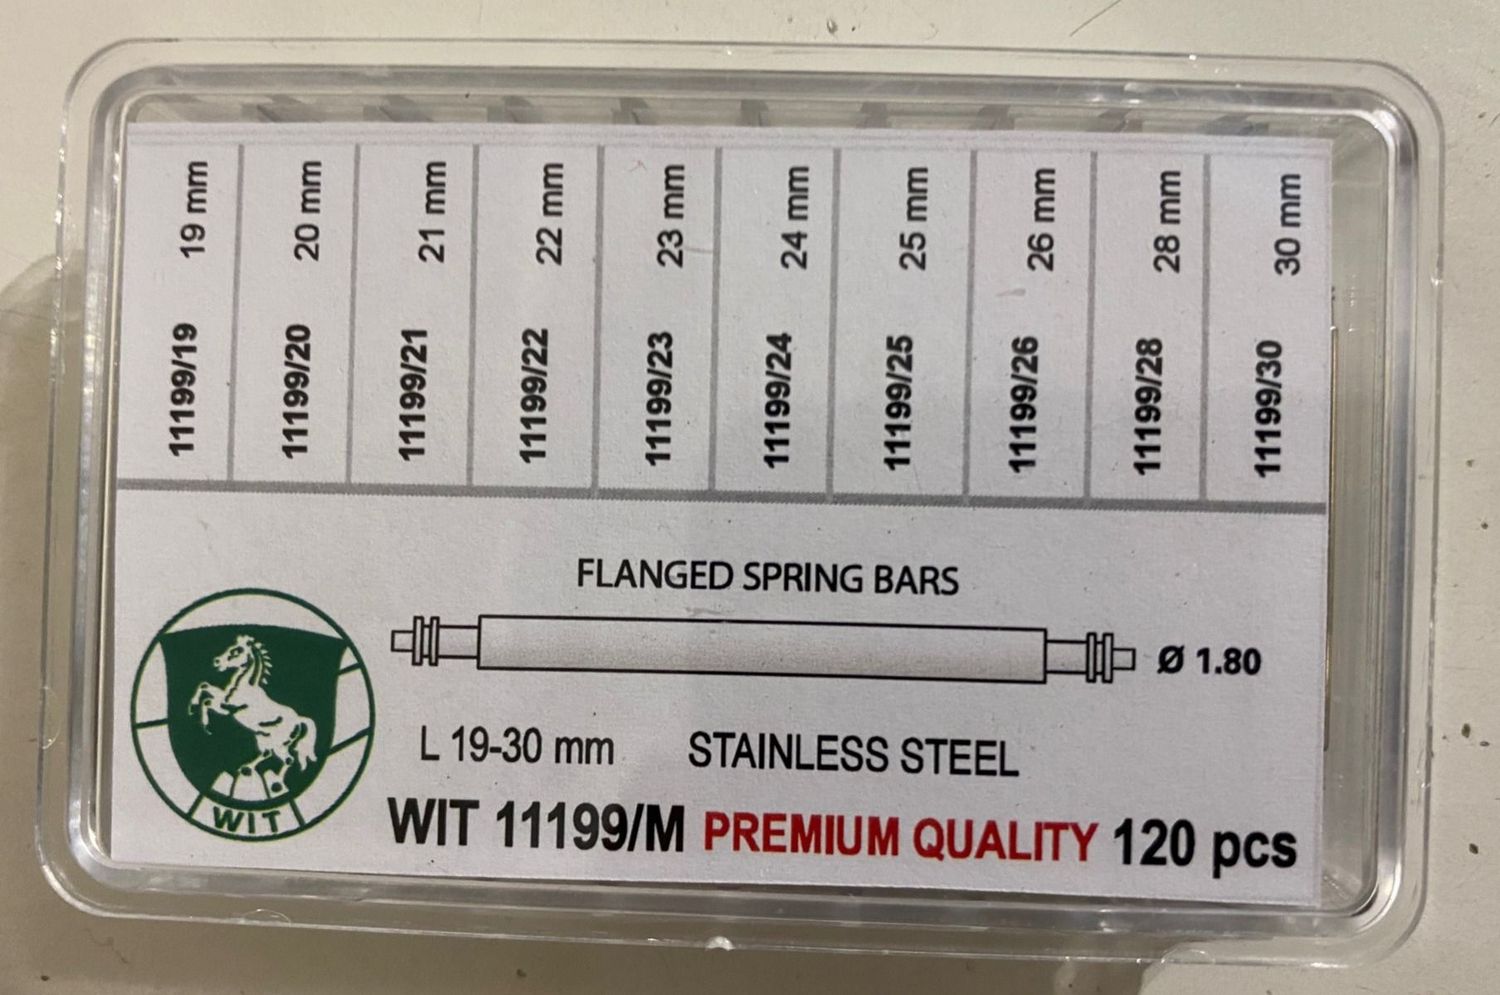 11199/19 19 mm
11199/20 20 mm
11199/21 21 mm
11199/22 22 mm
11199/23 23 mm
11199/24 24 mm
11199/25 25 mm
11199/26 26 mm
11199/28 28 mm
11199/30 30 mm
FLANGED SPRING BARS
Ø 1.80
L 19-30 mm STAINLESS STEEL
WIT
WIT 11199/M PREMIUM QUALITY 120 pcs